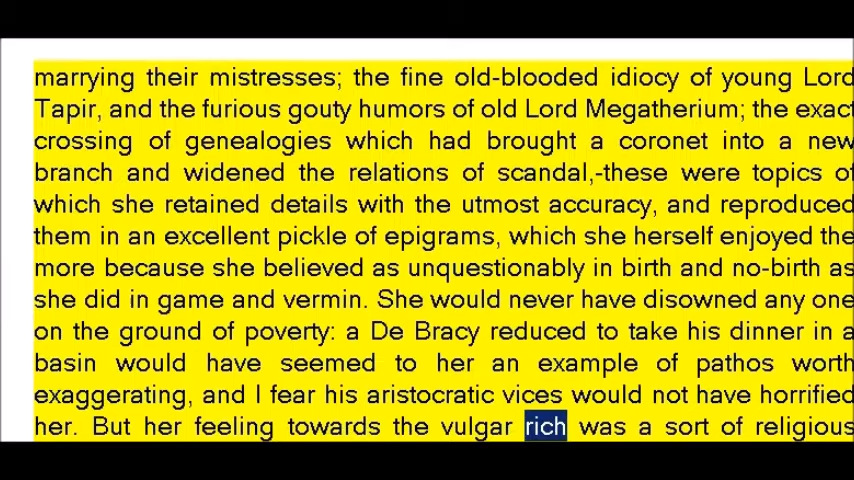 marrying their mistresses; the fine old-blooded idiocy of young Lord
Tapir, and the furious gouty humors of old Lord Megatherium; the exact
crossing of genealogies which had brought a coronet into a new
branch and widened the relations of scandal,-these were topics of
which she retained details with the utmost accuracy, and reproduced
them in an excellent pickle of epigrams, which she herself enjoyed the
more because she believed as unquestionably in birth and no-birth as
she did in game and vermin. She would never have disowned any one
on the ground of poverty: a De Bracy reduced to take his dinner in a
basin would have seemed to her an example of pathos worth
exaggerating, and I fear his aristocratic vices would not have horrified
her. But her feeling towards the vulgar rich was a sort of religious